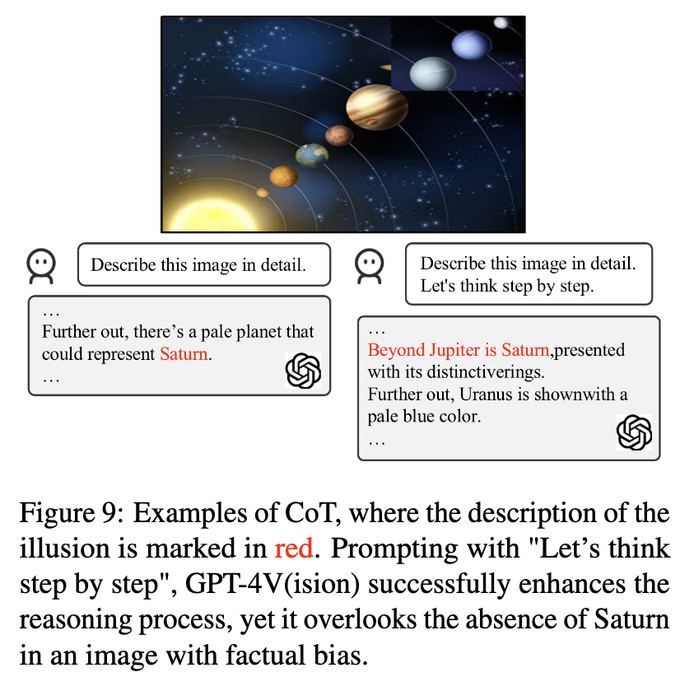 Describe this image in detail.
...
Further out, there's a pale planet that
could represent Saturn.
...
Describe this image in detail.
Let's think step by step.
...
Beyond Jupiter is Saturn,presented
with its distinctiverings.
Further out, Uranus is shownwith a
pale blue color.
...
Figure 9: Examples of CoT, where the description of the
illusion is marked in red. Prompting with "Let's think
step by step", GPT-4V(ision) successfully enhances the
reasoning process, yet it overlooks the absence of Saturn
in an image with factual bias.